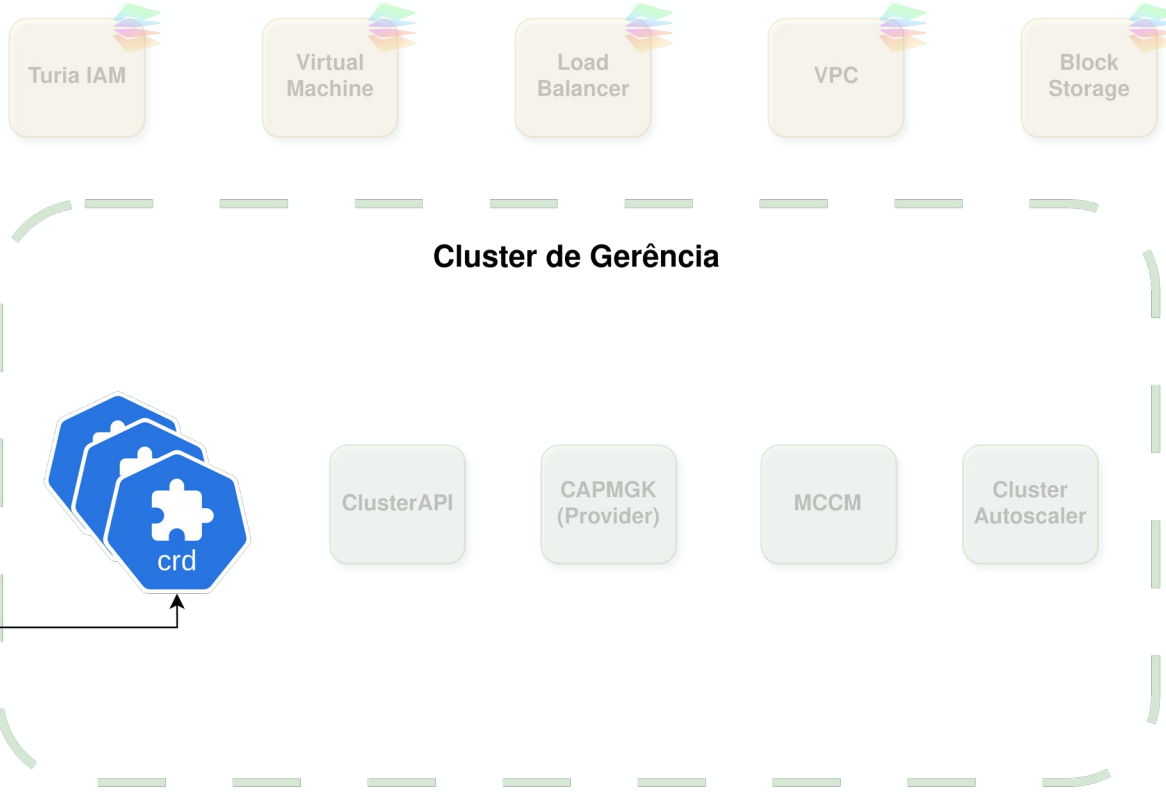 Turia IAM
Virtual
Machine
Load
Balancer
VPC
Block
Storage
Cluster de Gerência
crd
ClusterAPI
CAPMGK
(Provider)
MCCM
Cluster
Autoscaler